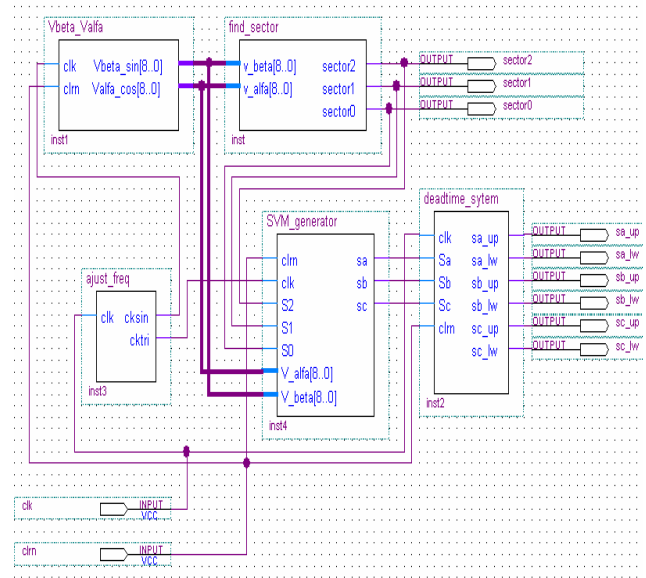 Vbeta_Valfa
clk Vbeta_sin[8..0]
clrn Valfa_cos[8..0]
inst1
find_sector
v_beta[8..0] sector2
v_alfa[8..0] sector1
sector0
inst
OUTPUT sector2
OUTPUT sector1
OUTPUT sector0
SVM_generator
clrn sa
clk sb
S2 sc
S1
S0
V_alfa[8..0]
V_beta[8..0]
inst4
deadtime_sytem
clk sa_up
Sa sa_lw
Sb sb_up
Sc sb_lw
clrn sc_up
sc_lw
inst2
OUTPUT sa_up
OUTPUT sa_lw
OUTPUT sb_up
OUTPUT sb_lw
OUTPUT sc_up
OUTPUT sc_lw
ajust_freq
clk cksin
cktri
inst3
clk INPUT
VCC
clrn INPUT
VCC